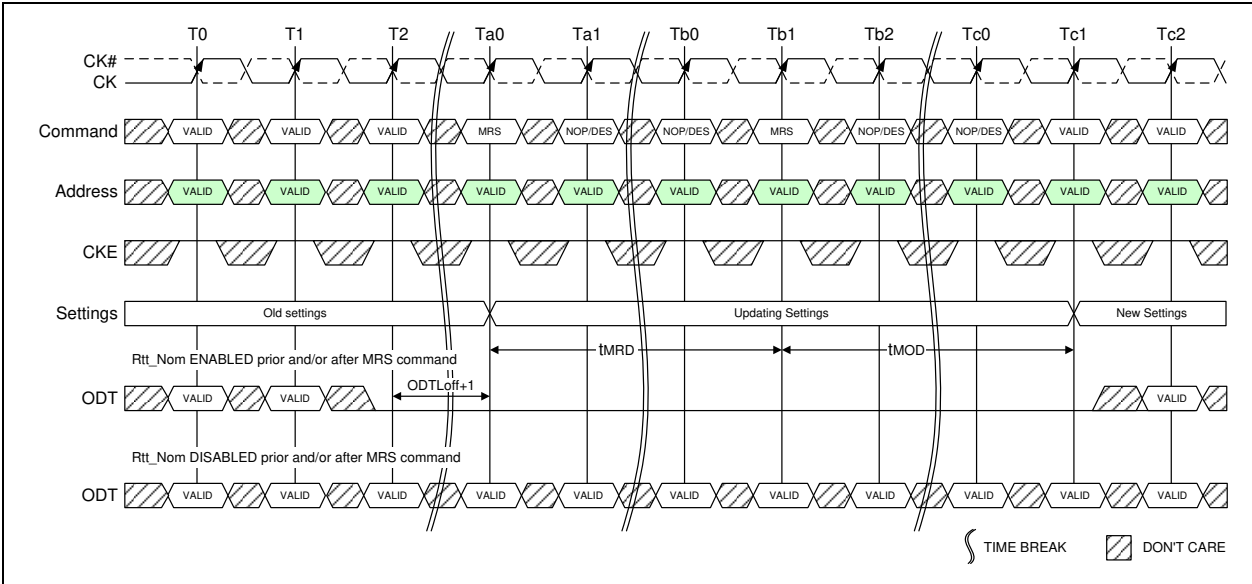 T0 T1 T2 Ta0 Ta1 Tb0 Tb1 Tb2 Tc0 Tc1 Tc2
CK#
CK
Command VALID VALID VALID MRS NOP/DES NOP/DES MRS NOP/DES NOP/DES VALID VALID
Address VALID VALID VALID VALID VALID VALID VALID VALID VALID VALID VALID
CKE
Settings Old settings Updating Settings New Settings
tMRD tMOD
Rtt_Nom ENABLED prior and/or after MRS command
ODTLoff+1
ODT VALID VALID VALID
Rtt_Nom DISABLED prior and/or after MRS command
ODT VALID VALID VALID VALID VALID VALID VALID VALID VALID VALID VALID
TIME BREAK DON'T CARE